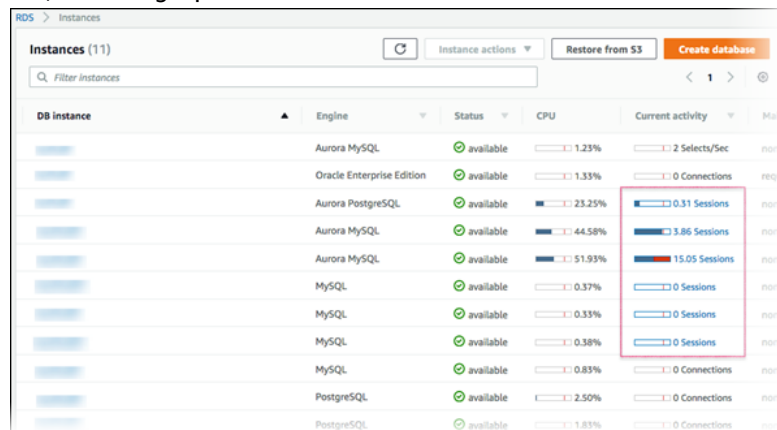 RDS > Instances
Instances (11) Instance actions Restore from S3 Create database
Filter instances < 1 >
DB instance Engine Status CPU Current activity
Aurora MySQL available 1.23% 2 Selects/Sec
Oracle Enterprise Edition available 1.33% 0 Connections
Aurora PostgreSQL available 23.25% 0.31 Sessions
Aurora MySQL available 44.58% 3.86 Sessions
Aurora MySQL available 51.93% 15.05 Sessions
MySQL available 0.37% 0 Sessions
MySQL available 0.33% 0 Sessions
MySQL available 0.38% 0 Sessions
MySQL available 0.83% 0 Connections
PostgreSQL available 2.50% 0 Connections
PostgreSQL available 1.83% 0 Connections